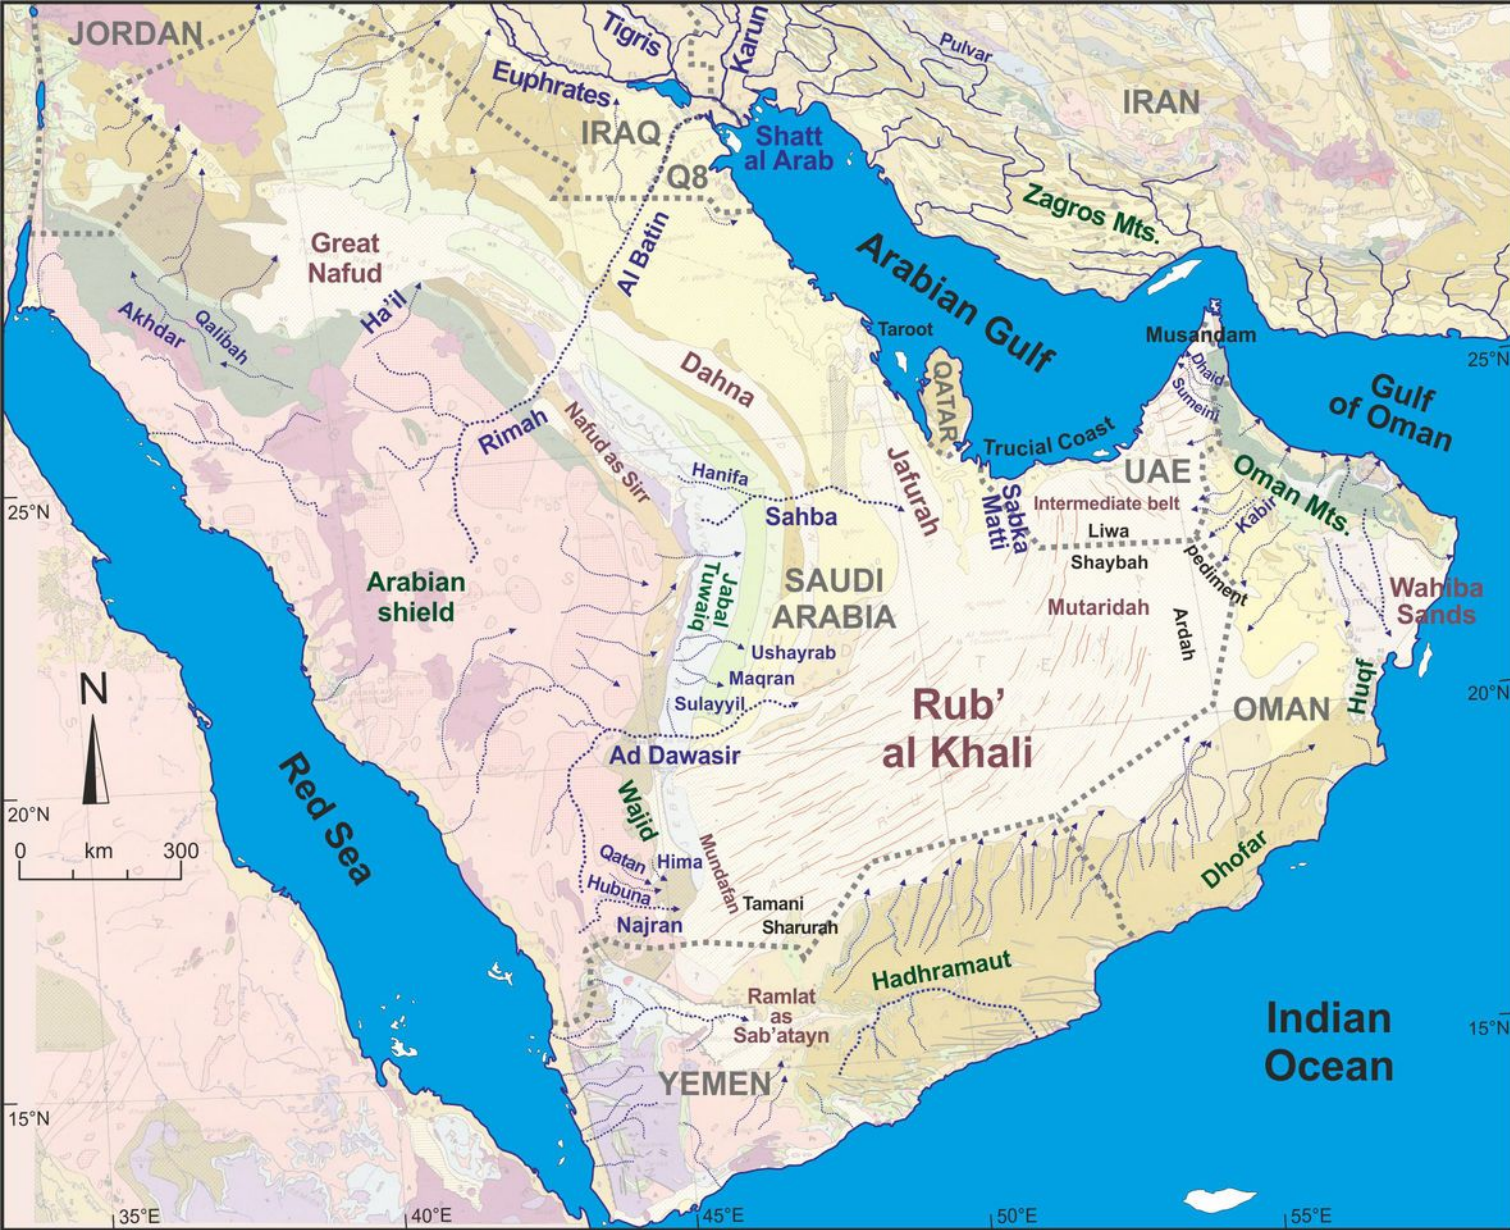 JORDAN
Tigris
Karun
Pulvar
Euphrates
IRAN
IRAQ
Shatt
al Arab
Q8
Zagros Mts.
Great
Nafud
Al Batin
Arabian Gulf
Ha'il
Akhdar
Qalibah
Taroot
Musandam
25°N
Dahna
QATAR
Dhaid
Sumeini
Gulf
of Oman
Rimah
Nafud as Sirr
Trucial Coast
Hanifa
Jafurah
UAE
Oman Mts.
25°N
Sahba
Sabka
Matti
Intermediate belt
Kabir
Liwa
Shaybah
pediment
Arabian
shield
Jabal
Tuwaiq
SAUDI
ARABIA
Mutaridah
Ardah
Wahiba
Sands
Ushayrab
Maqran
Sulayyil
N
Rub'
al Khali
OMAN
Huqf
20°N
Ad Dawasir
Red Sea
Wajid
20°N
0 km 300
Qatan
Hima
Mundafan
Dhofar
Hubuna
Najran
Tamani
Sharurah
Hadhramaut
Ramlat
as
Sab'atayn
Indian
Ocean
15°N
YEMEN
15°N
35°E
40°E
45°E
50°E
55°E